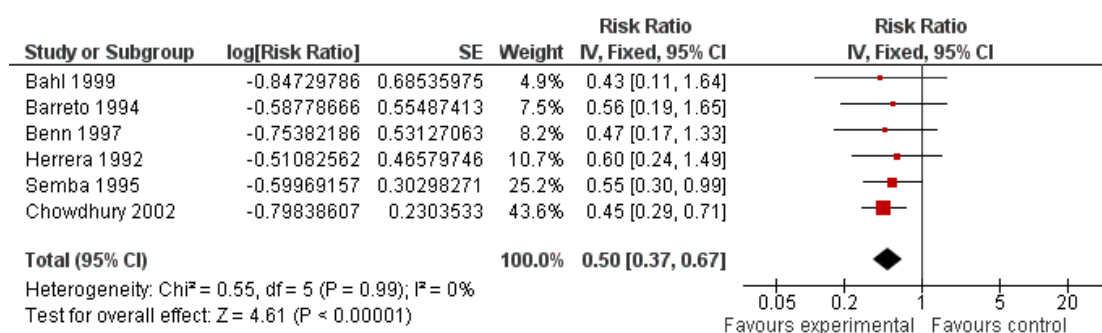 Risk Ratio Risk Ratio
Study or Subgroup log[Risk Ratio] SE Weight IV, Fixed, 95% CI IV, Fixed, 95% CI
Bahl 1999 -0.84729786 0.68535975 4.9% 0.43 [0.11, 1.64]
Barreto 1994 -0.58778666 0.55487413 7.5% 0.56 [0.19, 1.65]
Benn 1997 -0.75382186 0.53127063 8.2% 0.47 [0.17, 1.33]
Herrera 1992 -0.51082562 0.46579746 10.7% 0.60 [0.24, 1.49]
Semba 1995 -0.59969157 0.30298271 25.2% 0.55 [0.30, 0.99]
Chowdhury 2002 -0.79838607 0.2303533 43.6% 0.45 [0.29, 0.71]
Total (95% CI) 100.0% 0.50 [0.37, 0.67]
Heterogeneity: Chi² = 0.55, df = 5 (P = 0.99); I² = 0%
Test for overall effect: Z = 4.61 (P < 0.00001)
0.05 0.2 1 5 20
Favours experimental Favours control